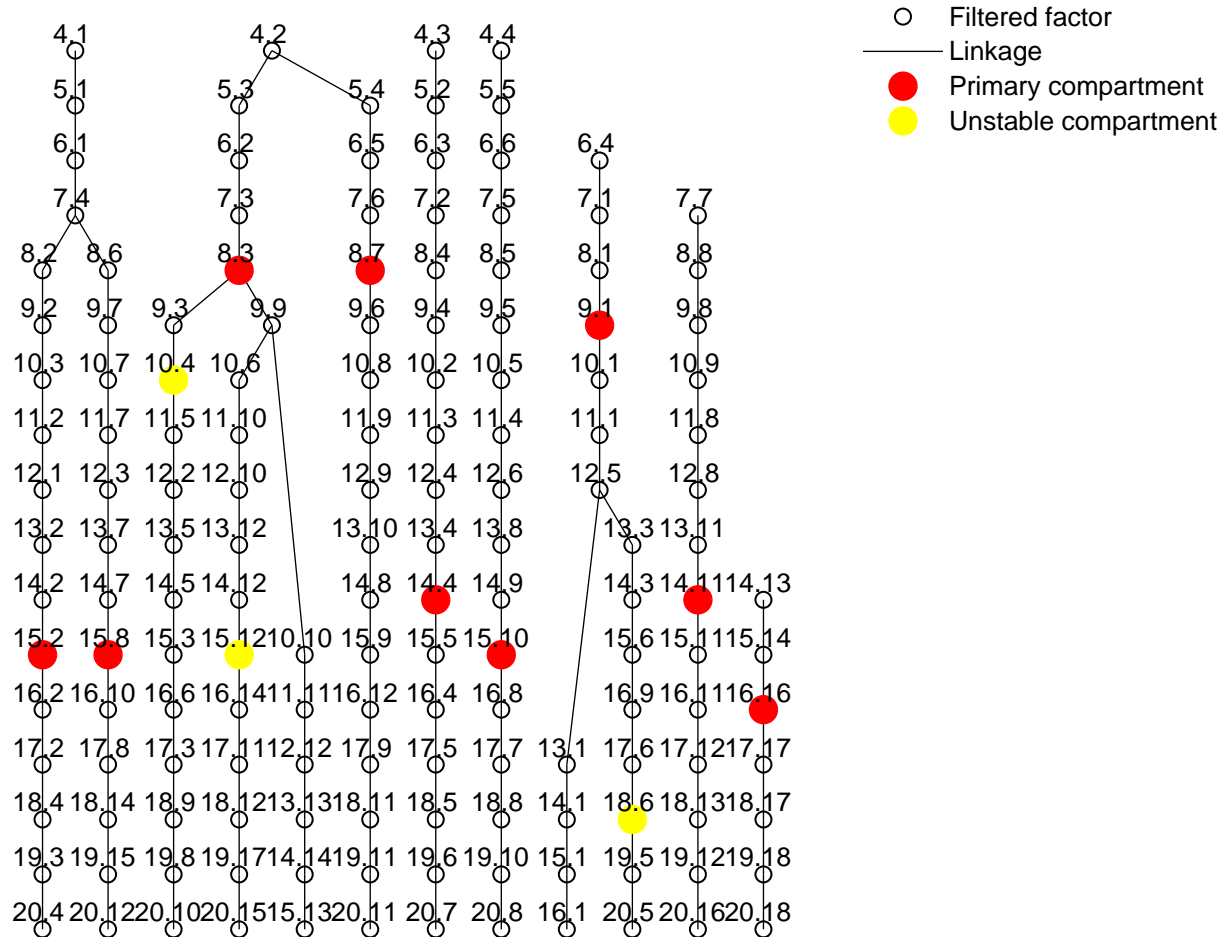 Filtered factor
Linkage
Primary compartment
Unstable compartment
4.1 4.2 4.3 4.4
5.1 5.3 5.4 5.2 5.5
6.1 6.2 6.5 6.3 6.6 6.4
7.4 7.3 7.6 7.2 7.5 7.1 7.7
8.2 8.6 8.3 8.7 8.4 8.5 8.1 8.8
9.2 9.7 9.3 9.9 9.6 9.4 9.5 9.1 9.8
10.3 10.7 10.4 10.6 10.8 10.2 10.5 10.1 10.9
11.2 11.7 11.5 11.10 11.9 11.3 11.4 11.1 11.8
12.1 12.3 12.2 12.10 12.9 12.4 12.6 12.5 12.8
13.2 13.7 13.5 13.12 13.10 13.4 13.8 13.3 13.11
14.2 14.7 14.5 14.12 14.8 14.4 14.9 14.3 14.11 14.13
15.2 15.8 15.3 15.12 10.10 15.9 15.5 15.10 15.6 15.11 15.14
16.2 16.10 16.6 16.14 11.11 16.12 16.4 16.8 16.9 16.11 16.16
17.2 17.8 17.3 17.11 12.12 17.9 17.5 17.7 13.1 17.6 17.12 17.17
18.4 18.14 18.9 18.12 13.13 18.11 18.5 18.8 14.1 18.6 18.13 18.17
19.3 19.15 19.8 19.17 14.14 19.11 19.6 19.10 15.1 19.5 19.12 19.18
20.4 20.12 20.10 20.15 15.13 20.11 20.7 20.8 16.1 20.5 20.16 20.18